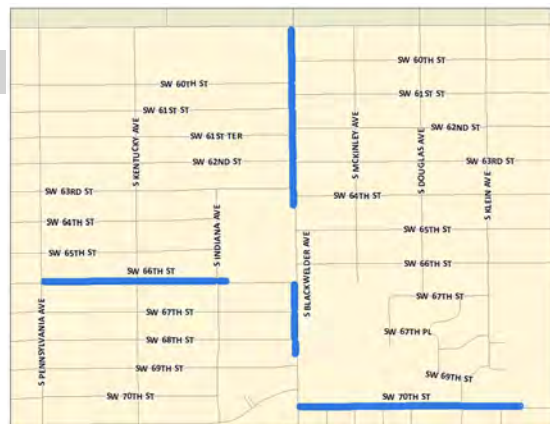 SW 60TH ST
SW 60TH ST
SW 61ST ST
SW 61ST ST
SW 61ST TER
SW 62ND ST
SW 62ND ST
SW 63RD ST
SW 63RD ST
SW 64TH ST
SW 64TH ST
SW 65TH ST
SW 65TH ST
SW 66TH ST
SW 66TH ST
SW 67TH ST
SW 67TH ST
SW 67TH PL
SW 68TH ST
SW 69TH ST
SW 69TH ST
SW 70TH ST
SW 70TH ST
S PENNSYLVANIA AVE
S KENTUCKY AVE
S INDIANA AVE
S BLACKWELDER AVE
S MCKINLEY AVE
S DOUGLAS AVE
S KLEIN AVE